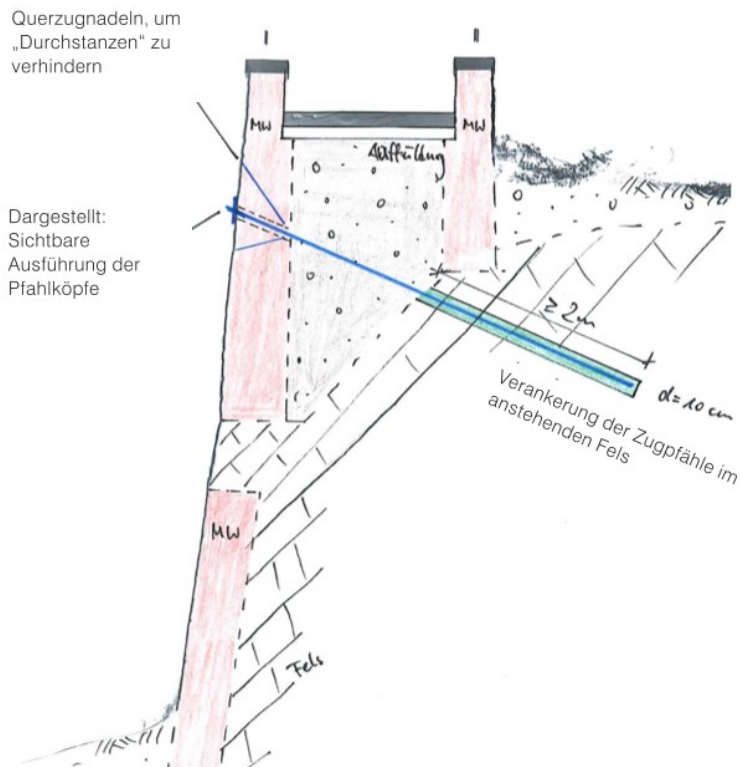 Querzugnadeln, um
„Durchstanzen“ zu
verhindern
MW
MW
Auffüllung
Dargestellt:
Sichtbare
Ausführung der
Pfahlköpfe
≥ 2m
d = 10 cm
Verankerung der Zugpfähle im
anstehenden Fels
MW
Fels